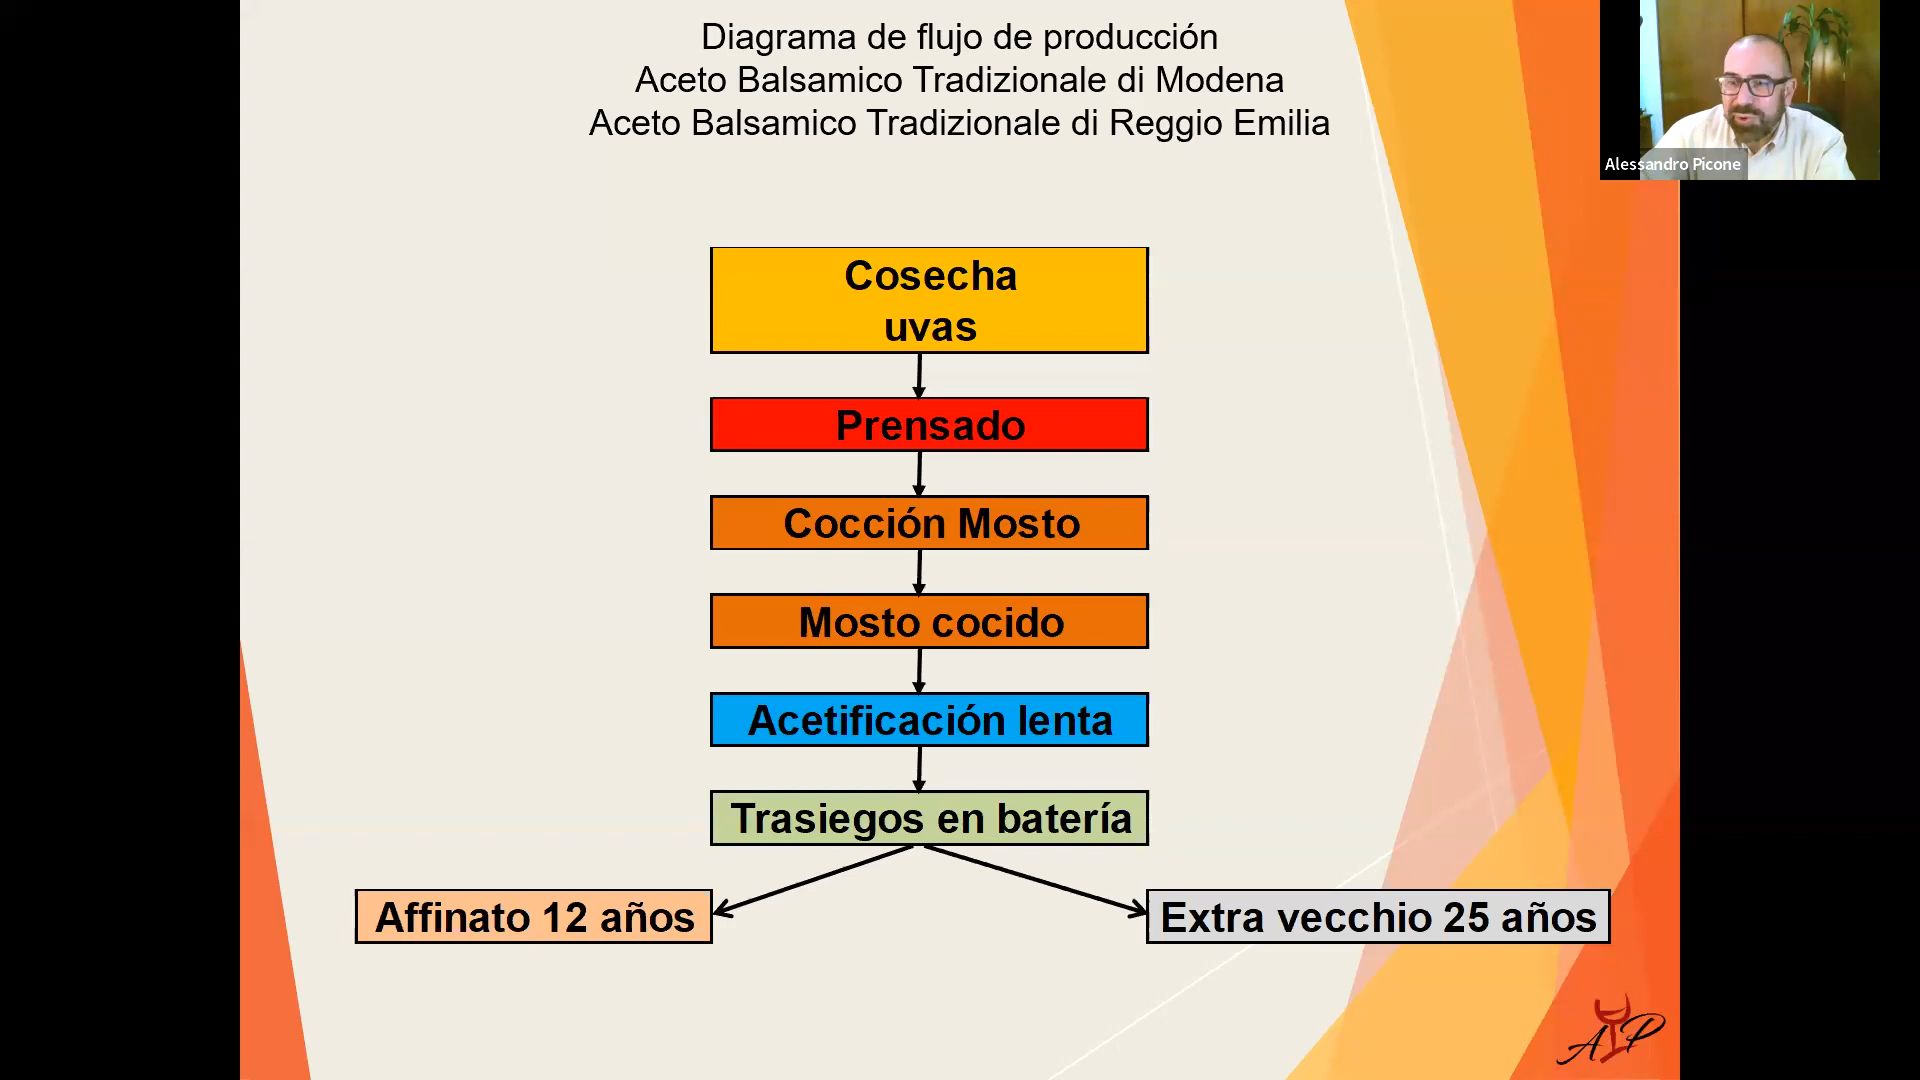 Diagrama de flujo de producción
Aceto Balsamico Tradizionale di Modena
Aceto Balsamico Tradizionale di Reggio Emilia
Alessandro Picone
Cosecha
uvas
Prensado
Cocción Mosto
Mosto cocido
Acetificación lenta
Trasiegos en batería
Affinato 12 años
Extra vecchio 25 años
AP